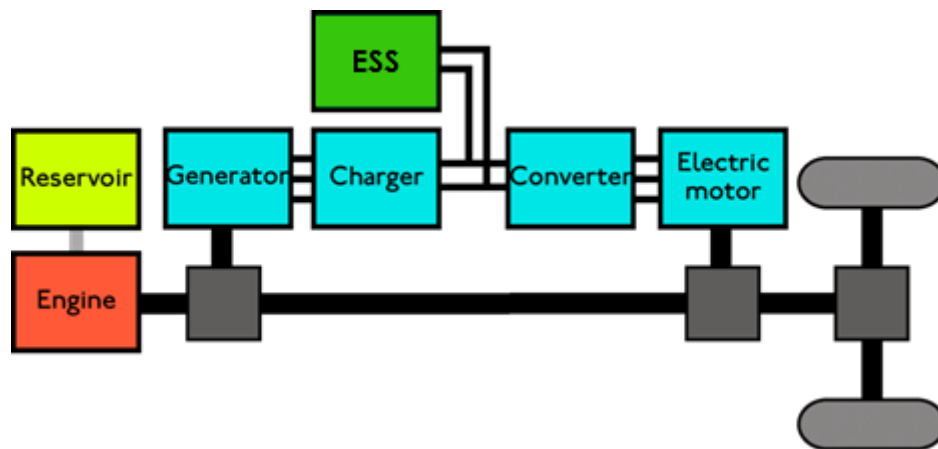 ESS
Reservoir
Generator
Charger
Converter
Electric
motor
Engine